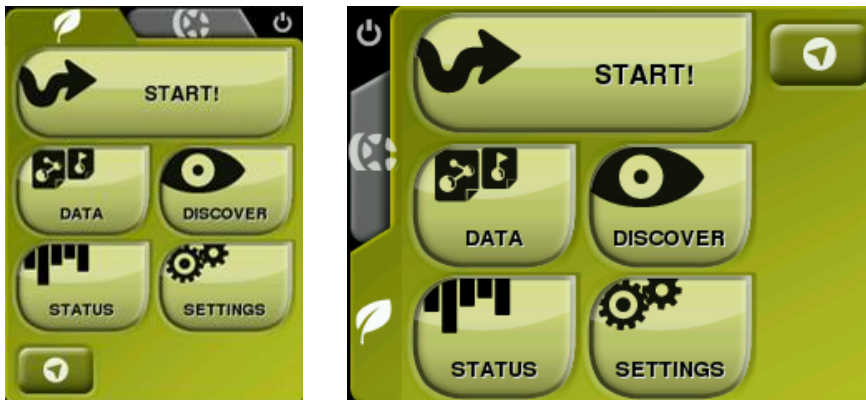 START!
DATA
DISCOVER
STATUS
SETTINGS
START!
DATA
DISCOVER
STATUS
SETTINGS